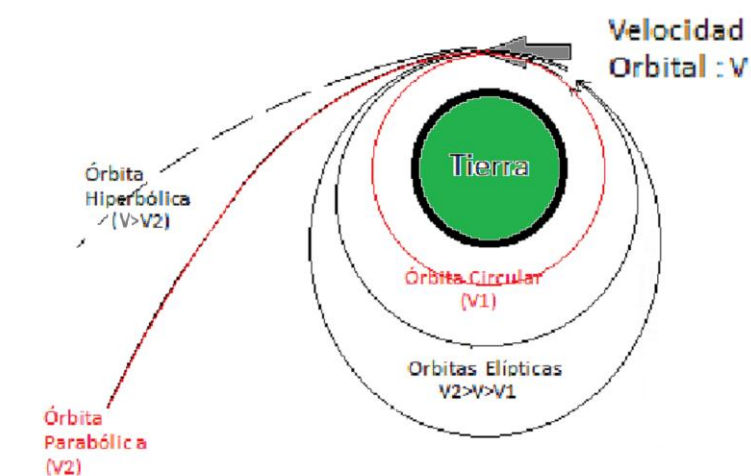 Velocidad
Orbital : V
Tierra
Órbita
Hiperbólica
(V>V2)
Órbita Circular
(V1)
Orbitas Elípticas
V2>V>V1
Órbita
Parabólica
(V2)